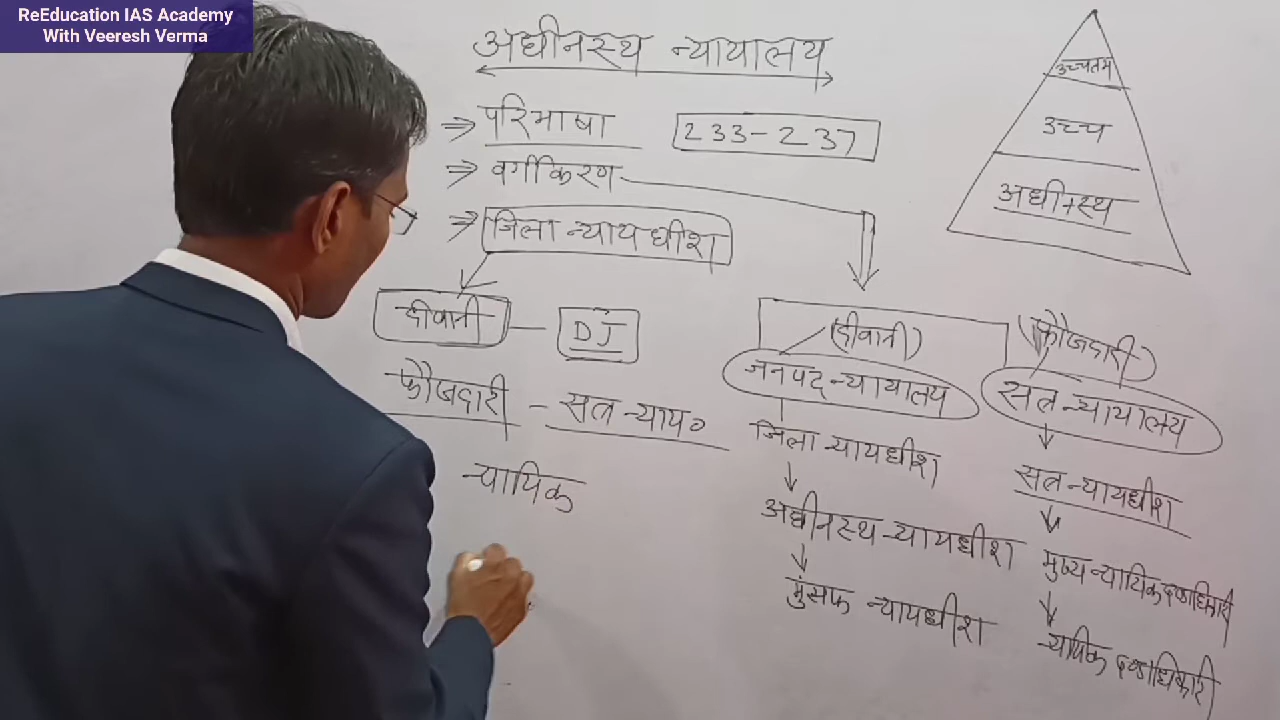 ReEducation IAS Academy
With Veeresh Verma
अधीनस्थ न्यायालय
⇒ परिभाषा 233-237
⇒ वर्गीकिरण
⇒ जिला न्यायधीश
दीवानी - DJ
फौजदारी - सत्र न्याय०
न्यायिक
उच्चतम
उच्च
अधीनस्थ
(दीवानी)
जनपद न्यायालय
जिला न्यायधीश
↓
अधीनस्थ न्यायधीश
↓
मुंसफ न्यायधीश
(फौजदारी)
सत्र न्यायालय
↓
सत्र न्यायधीश
↓
मुख्य न्यायिक दण्डाधिकारी
↓
न्यायिक दण्डाधिकारी